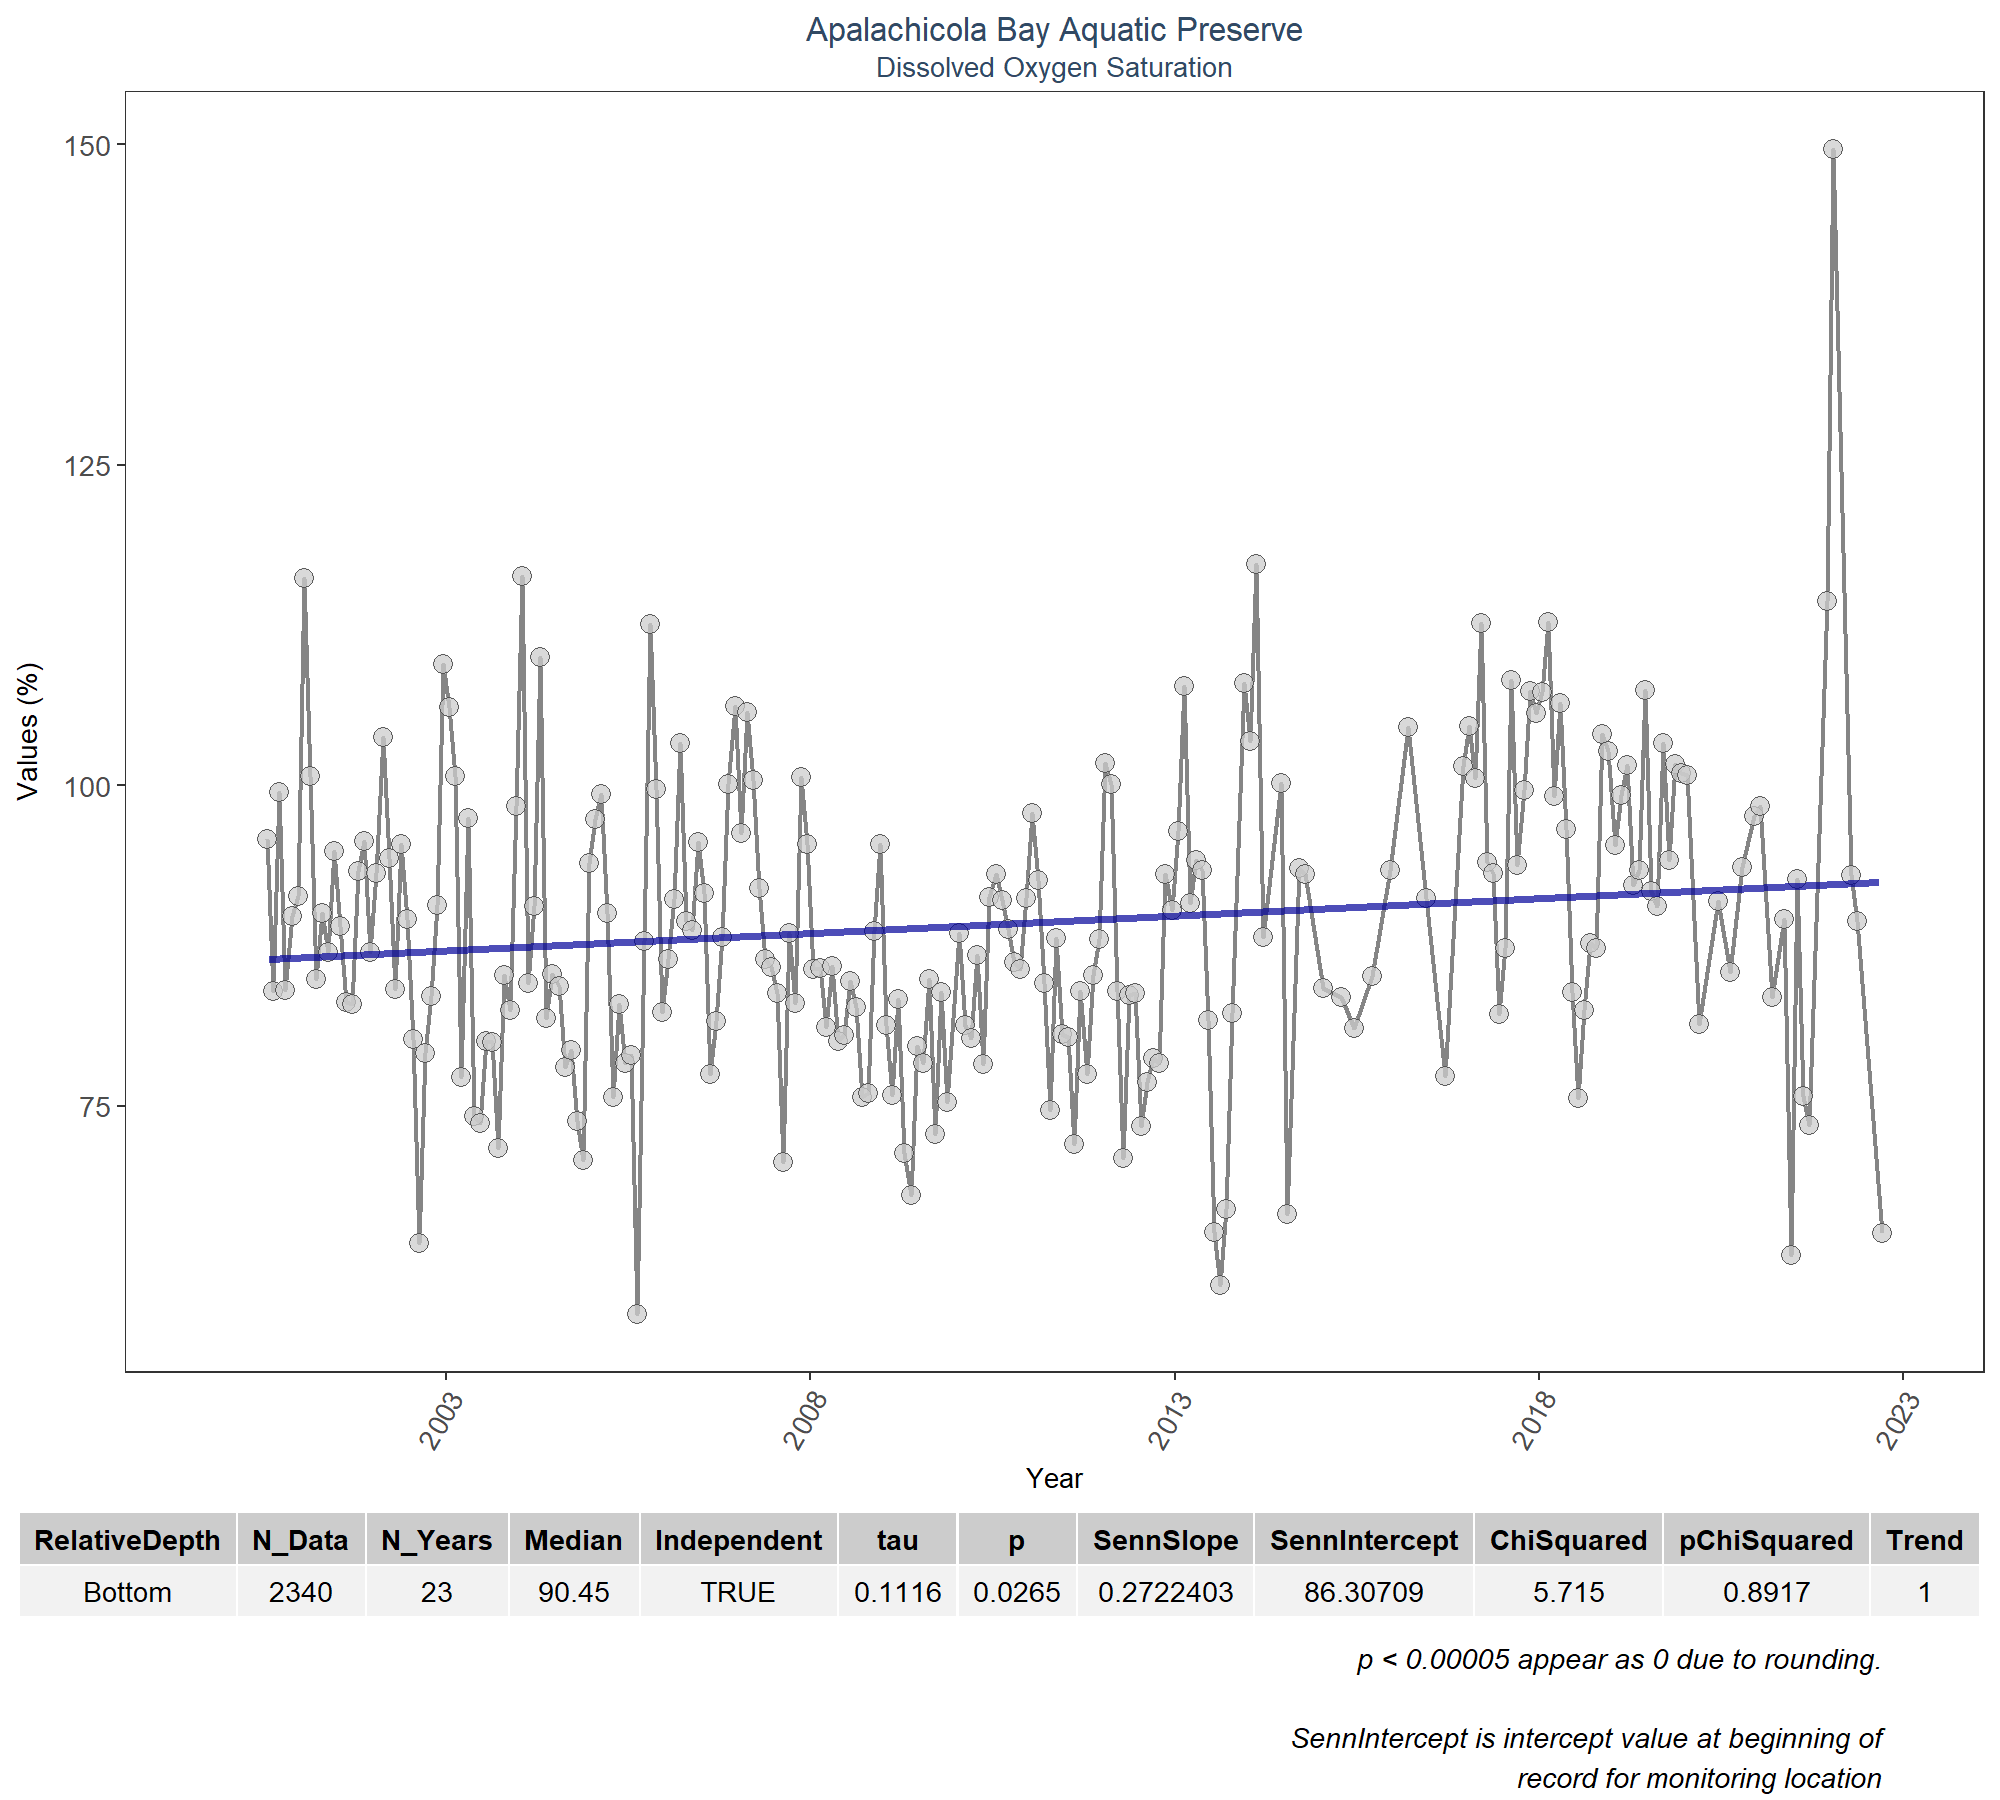 Apalachicola Bay Aquatic Preserve
Dissolved Oxygen Saturation
Values (%)
150
125
100
75
2003
2008
2013
2018
2023
Year
RelativeDepth N_Data N_Years Median Independent tau p SennSlope SennIntercept ChiSquared pChiSquared Trend
Bottom 2340 23 90.45 TRUE 0.1116 0.0265 0.2722403 86.30709 5.715 0.8917 1
p < 0.00005 appear as 0 due to rounding.
SennIntercept is intercept value at beginning of
record for monitoring location